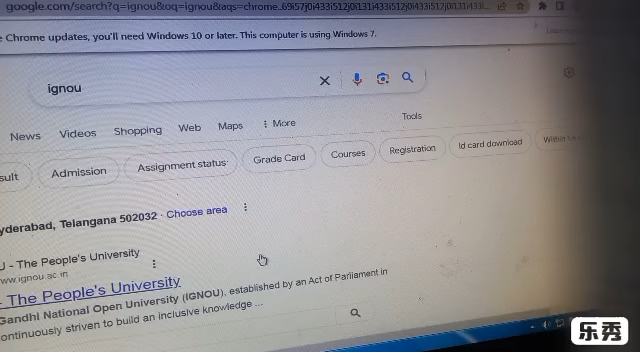 google.com/search?q=ignou&oq=ignou&aqs=chrome..69i57j0i433i512j0i131i433i512j0i433i512j0i131i433i...
e Chrome updates, you'll need Windows 10 or later. This computer is using Windows 7.
ignou
News Videos Shopping Web Maps More Tools
sult Admission Assignment status Grade Card Courses Registration Id card download
yderabad, Telangana 502032 · Choose area
U - The People's University
ww.ignou.ac.in
- The People's University
Gandhi National Open University (IGNOU), established by an Act of Parliament in
ontinuously striven to build an inclusive knowledge ...
乐秀